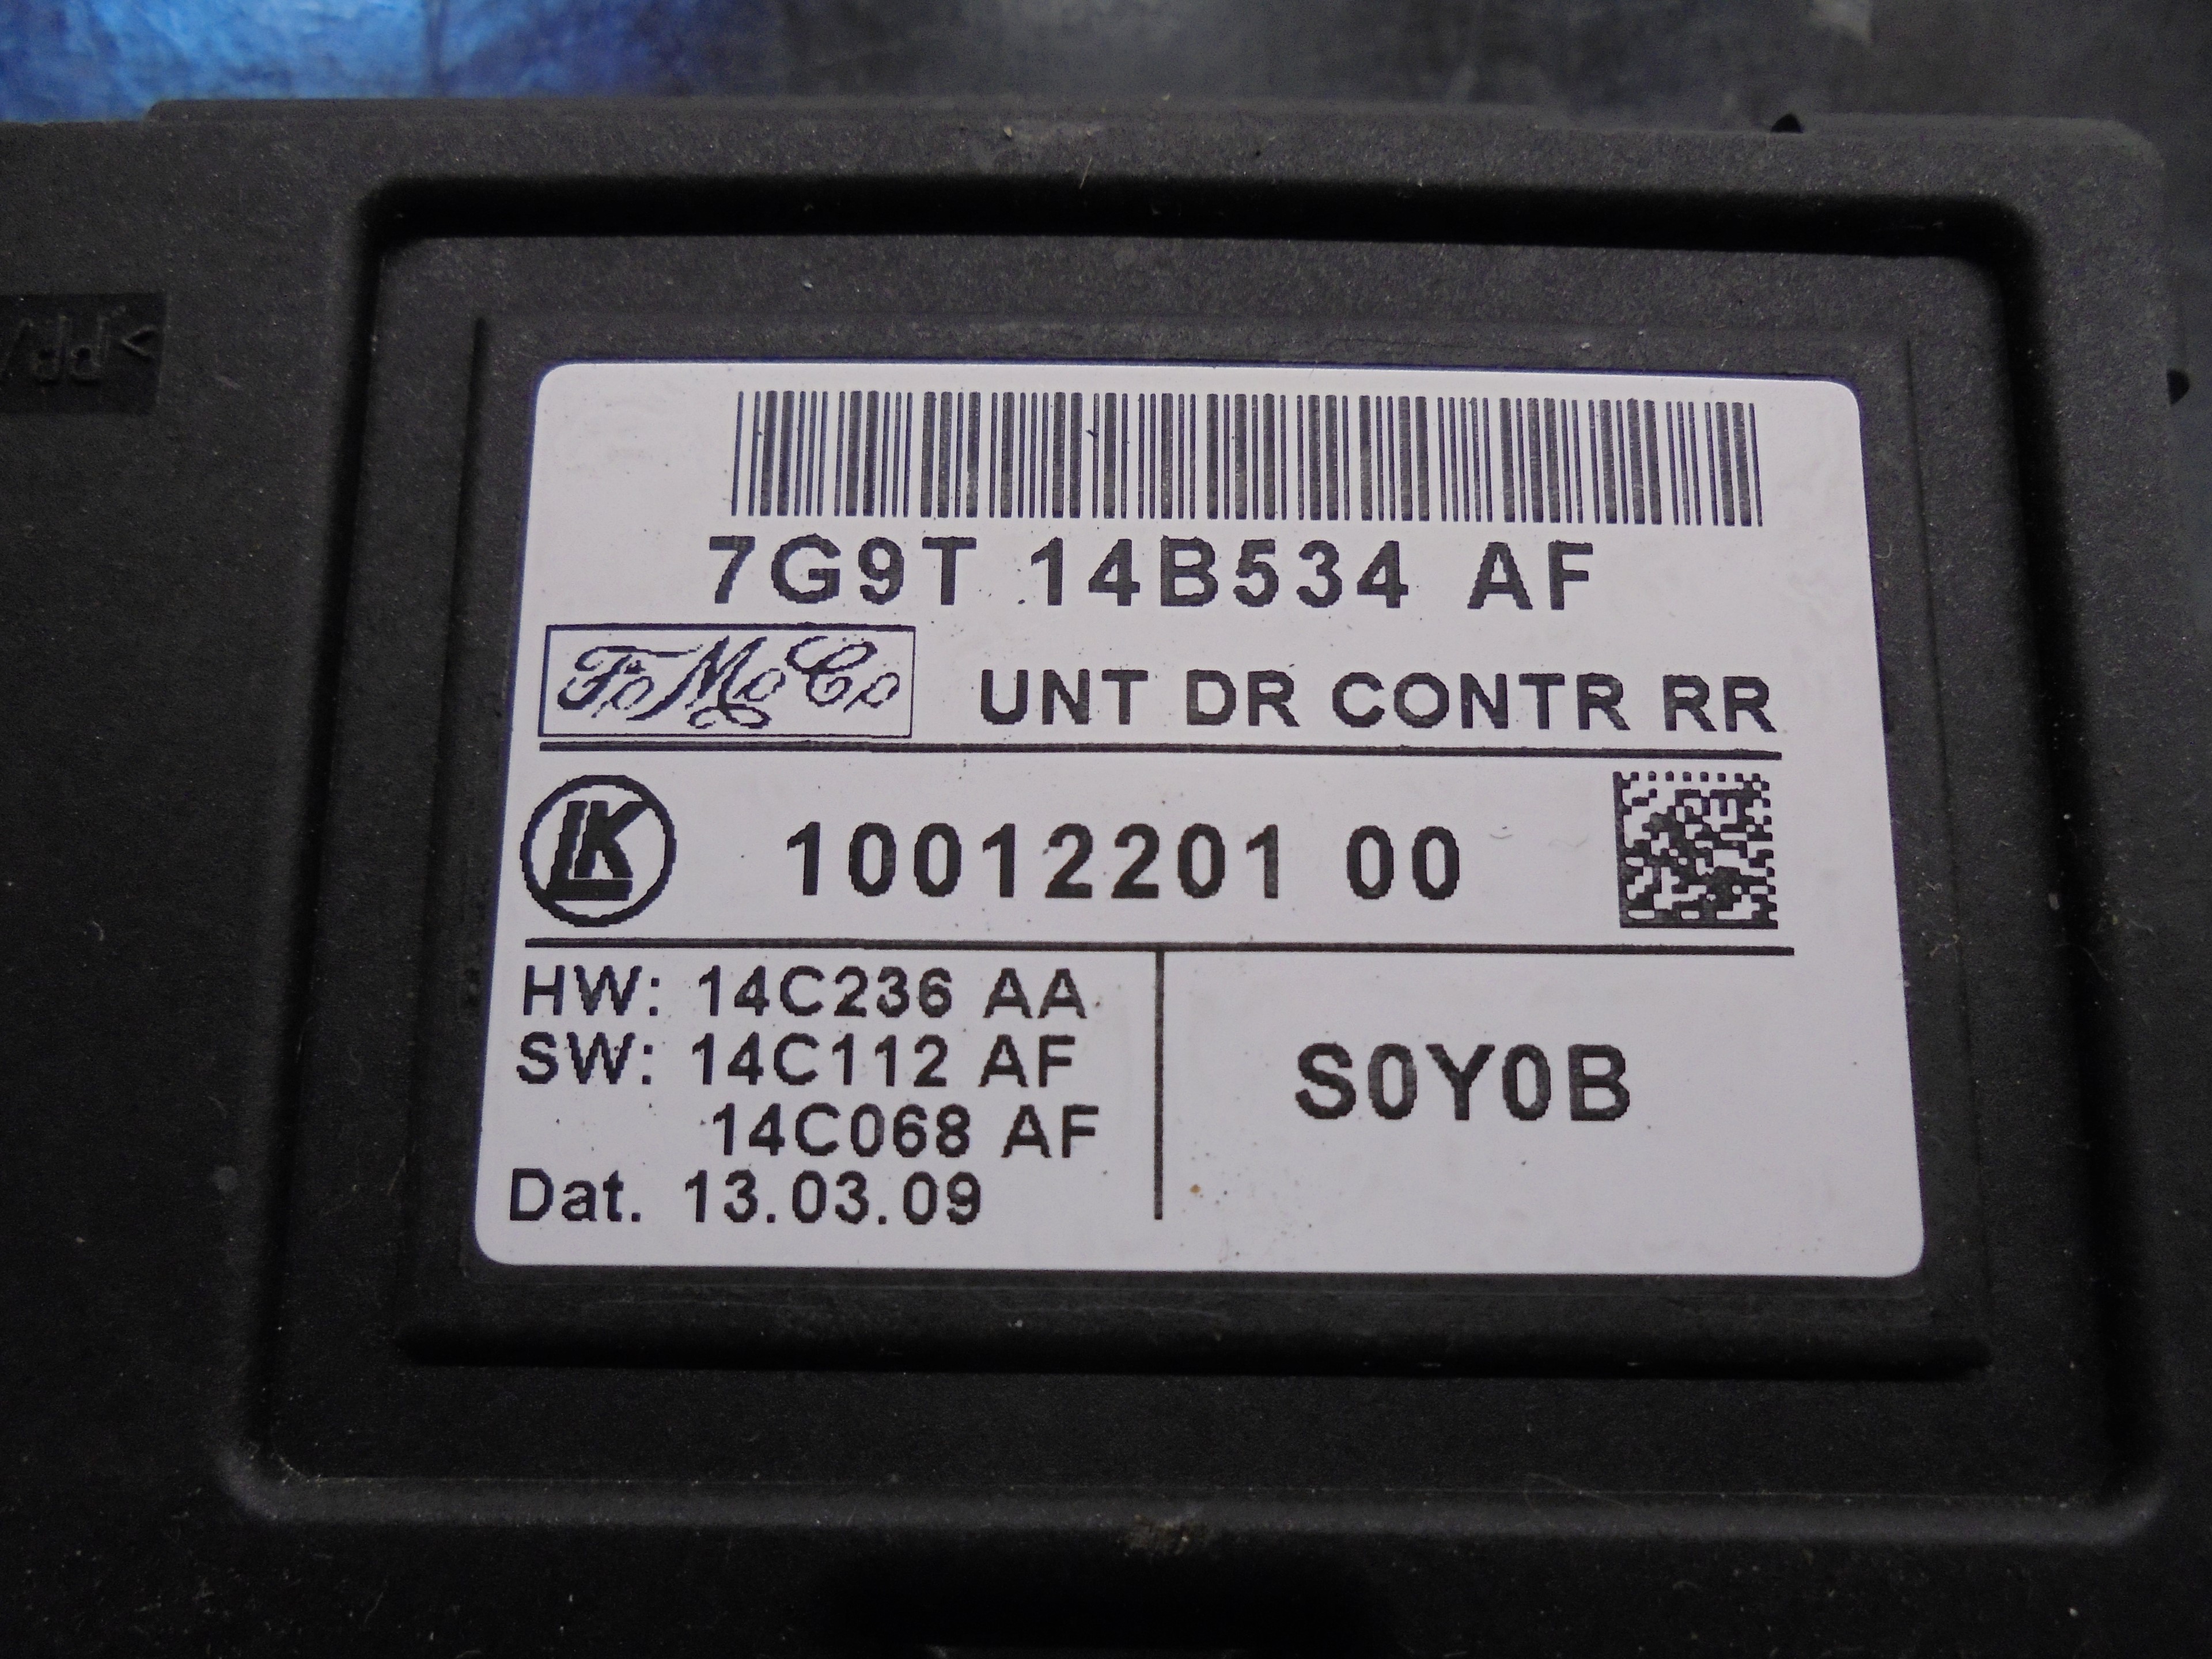 7G9T 14B534 AF
FoMoCo
UNT DR CONTR RR
LK
10012201 00
HW: 14C236 AA
SW: 14C112 AF
14C068 AF
Dat. 13.03.09
S0Y0B